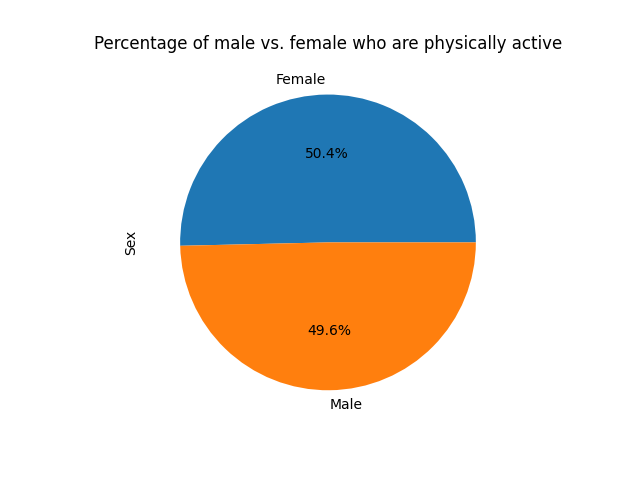 Percentage of male vs. female who are physically active
Female
50.4%
Sex
49.6%
Male